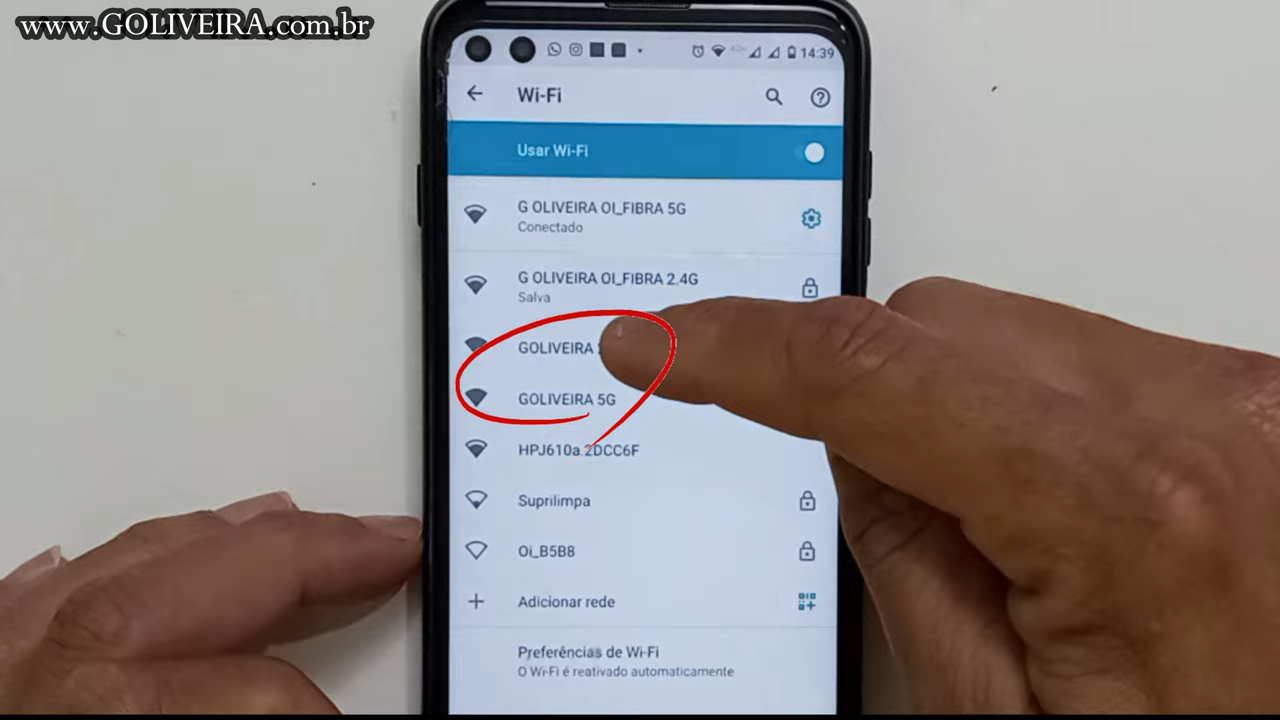 www.GOLIVEIRA.com.br
14:39
Wi-Fi
Usar Wi-Fi
G OLIVEIRA OI_FIBRA 5G
Conectado
G OLIVEIRA OI_FIBRA 2.4G
Salva
GOLIVEIRA
GOLIVEIRA 5G
HPJ610a.2DCC6F
Suprilimpa
Oi_B5B8
Adicionar rede
Preferências de Wi-Fi
O Wi-Fi é reativado automaticamente